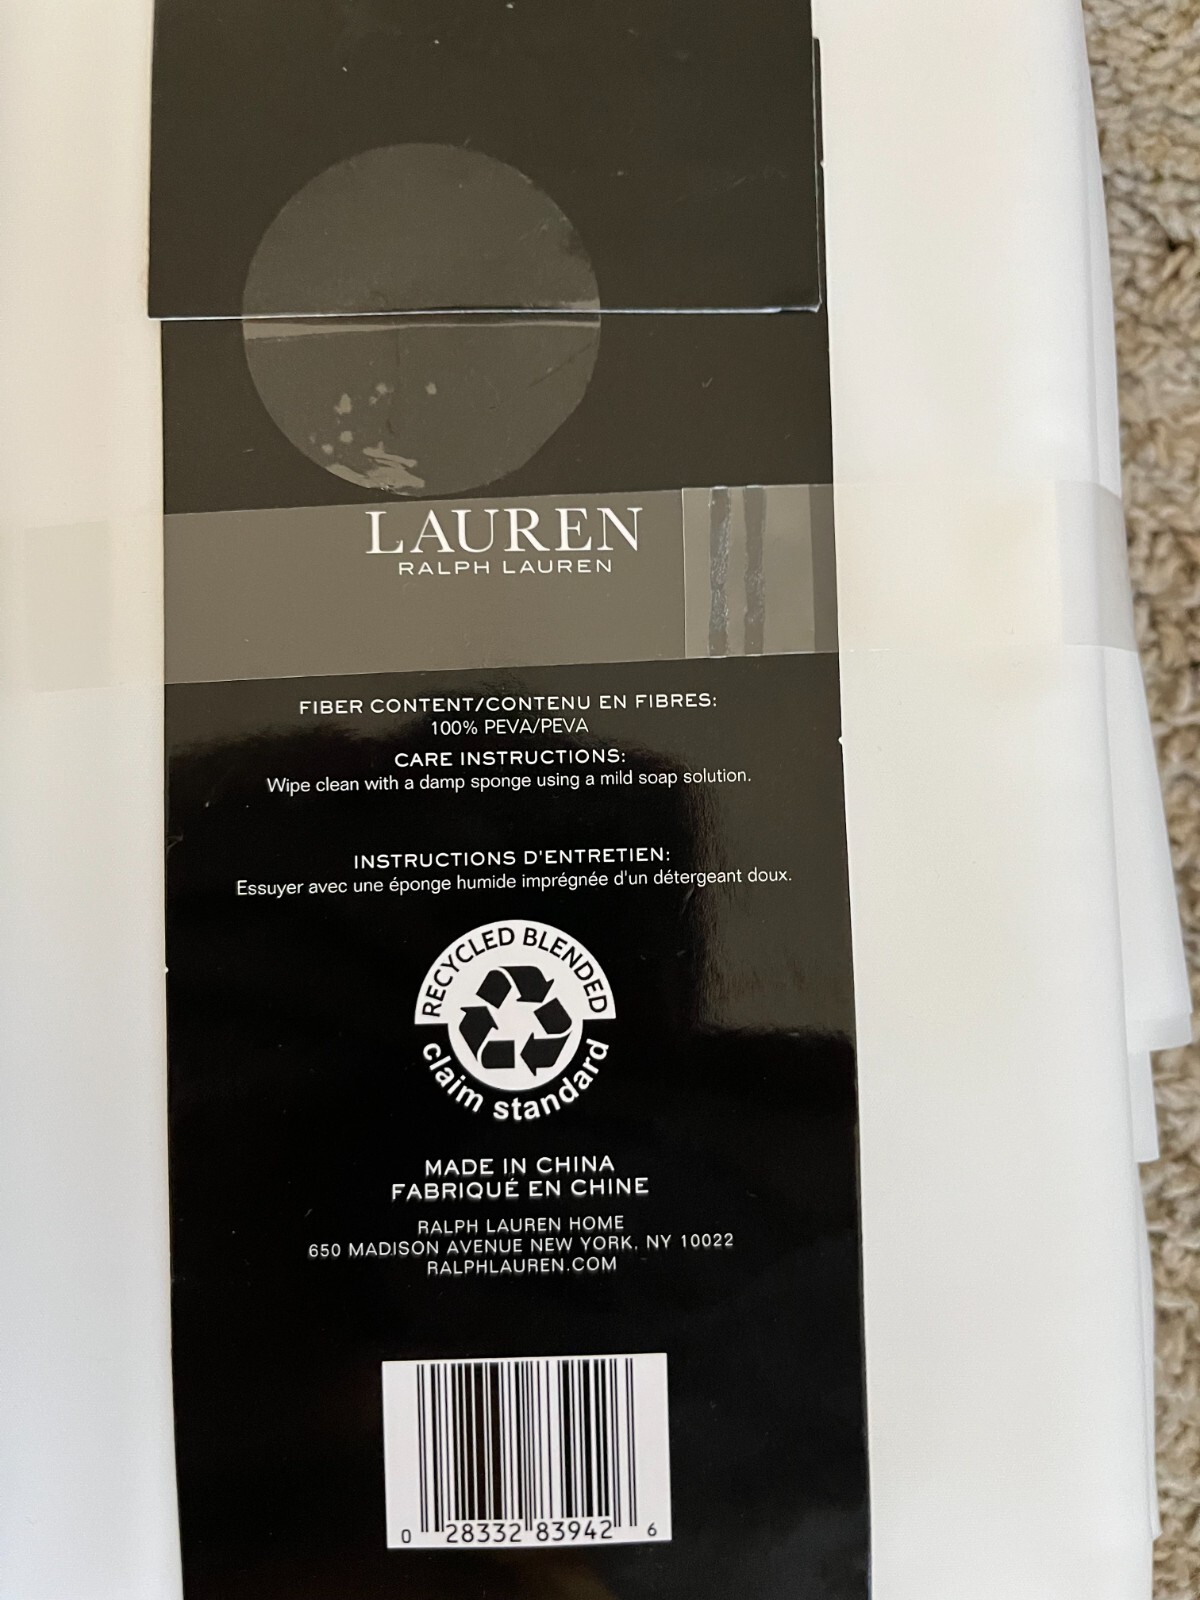 LAUREN
RALPH LAUREN
FIBER CONTENT/CONTENU EN FIBRES:
100% PEVA/PEVA
CARE INSTRUCTIONS:
Wipe clean with a damp sponge using a mild soap solution.
INSTRUCTIONS D'ENTRETIEN:
Essuyer avec une éponge humide imprégnée d'un détergeant doux.
RECYCLED BLENDED
claim standard
MADE IN CHINA
FABRIQUÉ EN CHINE
RALPH LAUREN HOME
650 MADISON AVENUE NEW YORK, NY 10022
RALPHLAUREN.COM
0 28332 83942 6